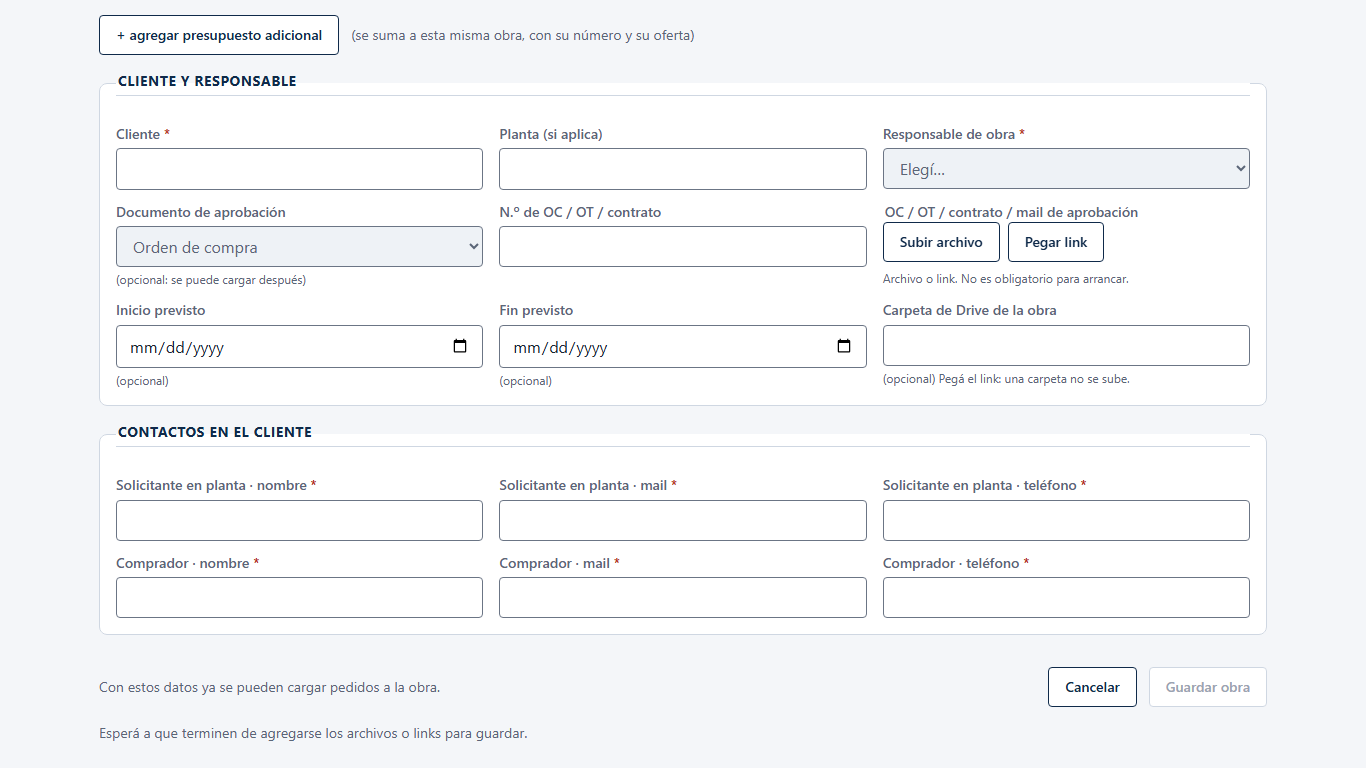 + agregar presupuesto adicional (se suma a esta misma obra, con su número y su oferta)
CLIENTE Y RESPONSABLE
Cliente * Planta (si aplica) Responsable de obra *
Elegí...
Documento de aprobación N.º de OC / OT / contrato OC / OT / contrato / mail de aprobación
Orden de compra Subir archivo Pegar link
(opcional: se puede cargar después) Archivo o link. No es obligatorio para arrancar.
Inicio previsto Fin previsto Carpeta de Drive de la obra
mm/dd/yyyy mm/dd/yyyy
(opcional) (opcional) (opcional) Pegá el link: una carpeta no se sube.
CONTACTOS EN EL CLIENTE
Solicitante en planta · nombre * Solicitante en planta · mail * Solicitante en planta · teléfono *
Comprador · nombre * Comprador · mail * Comprador · teléfono *
Con estos datos ya se pueden cargar pedidos a la obra. Cancelar Guardar obra
Esperá a que terminen de agregarse los archivos o links para guardar.